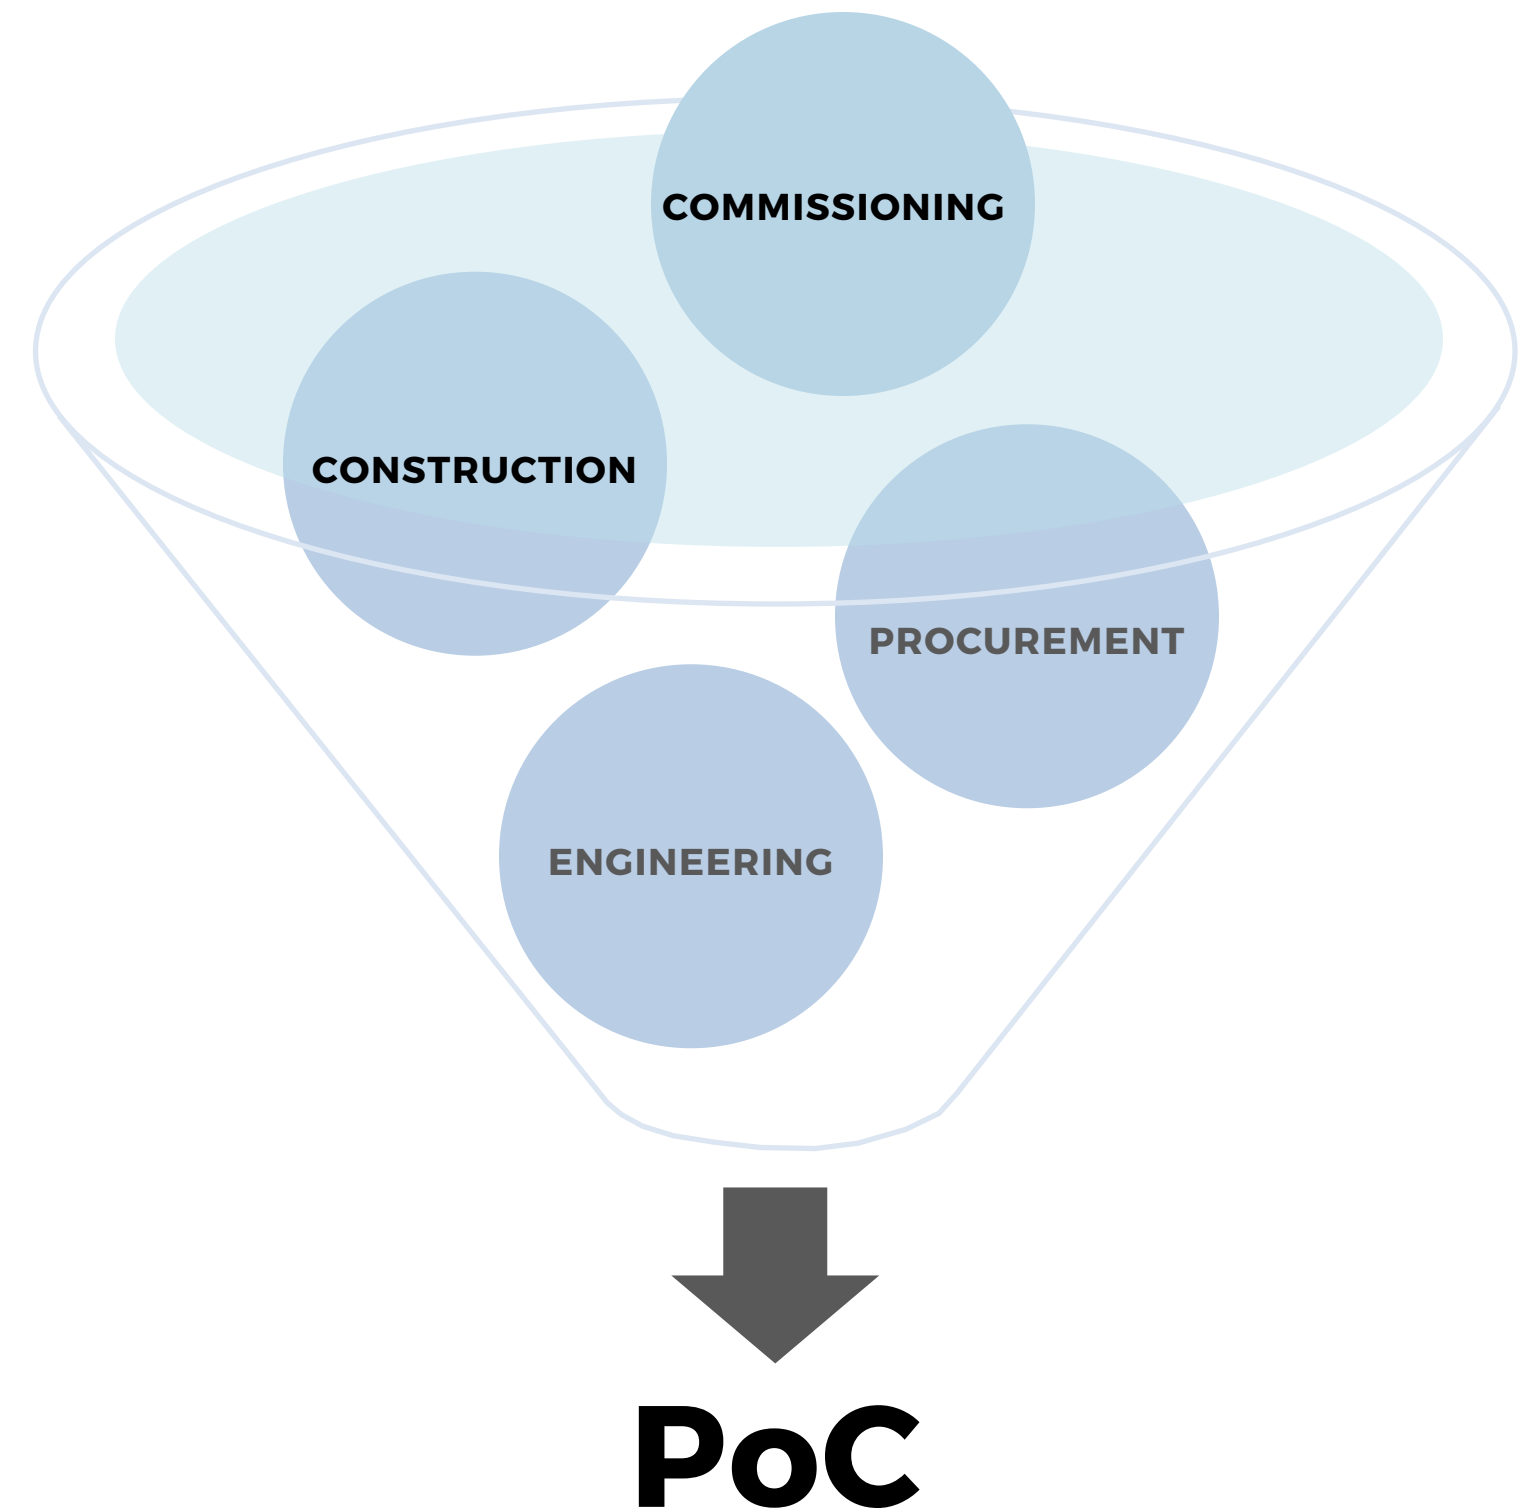 COMMISSIONING
CONSTRUCTION
PROCUREMENT
ENGINEERING
PoC